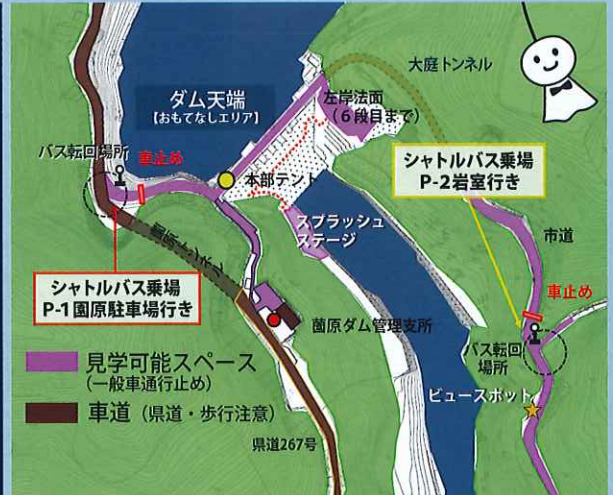 大庭トンネル
ダム天端
【おもてなしエリア】
左岸法面
（6段目まで）
バス転回場所
車止め
本部テント
シャトルバス乗場
P-2岩室行き
スプラッシュ
ステージ
市道
園原トンネル
シャトルバス乗場
P-1園原駐車場行き
車止め
薗原ダム管理支所
バス転回
場所
見学可能スペース
(一般車通行止め)
ビュースポット
車道（県道・歩行注意）
県道267号